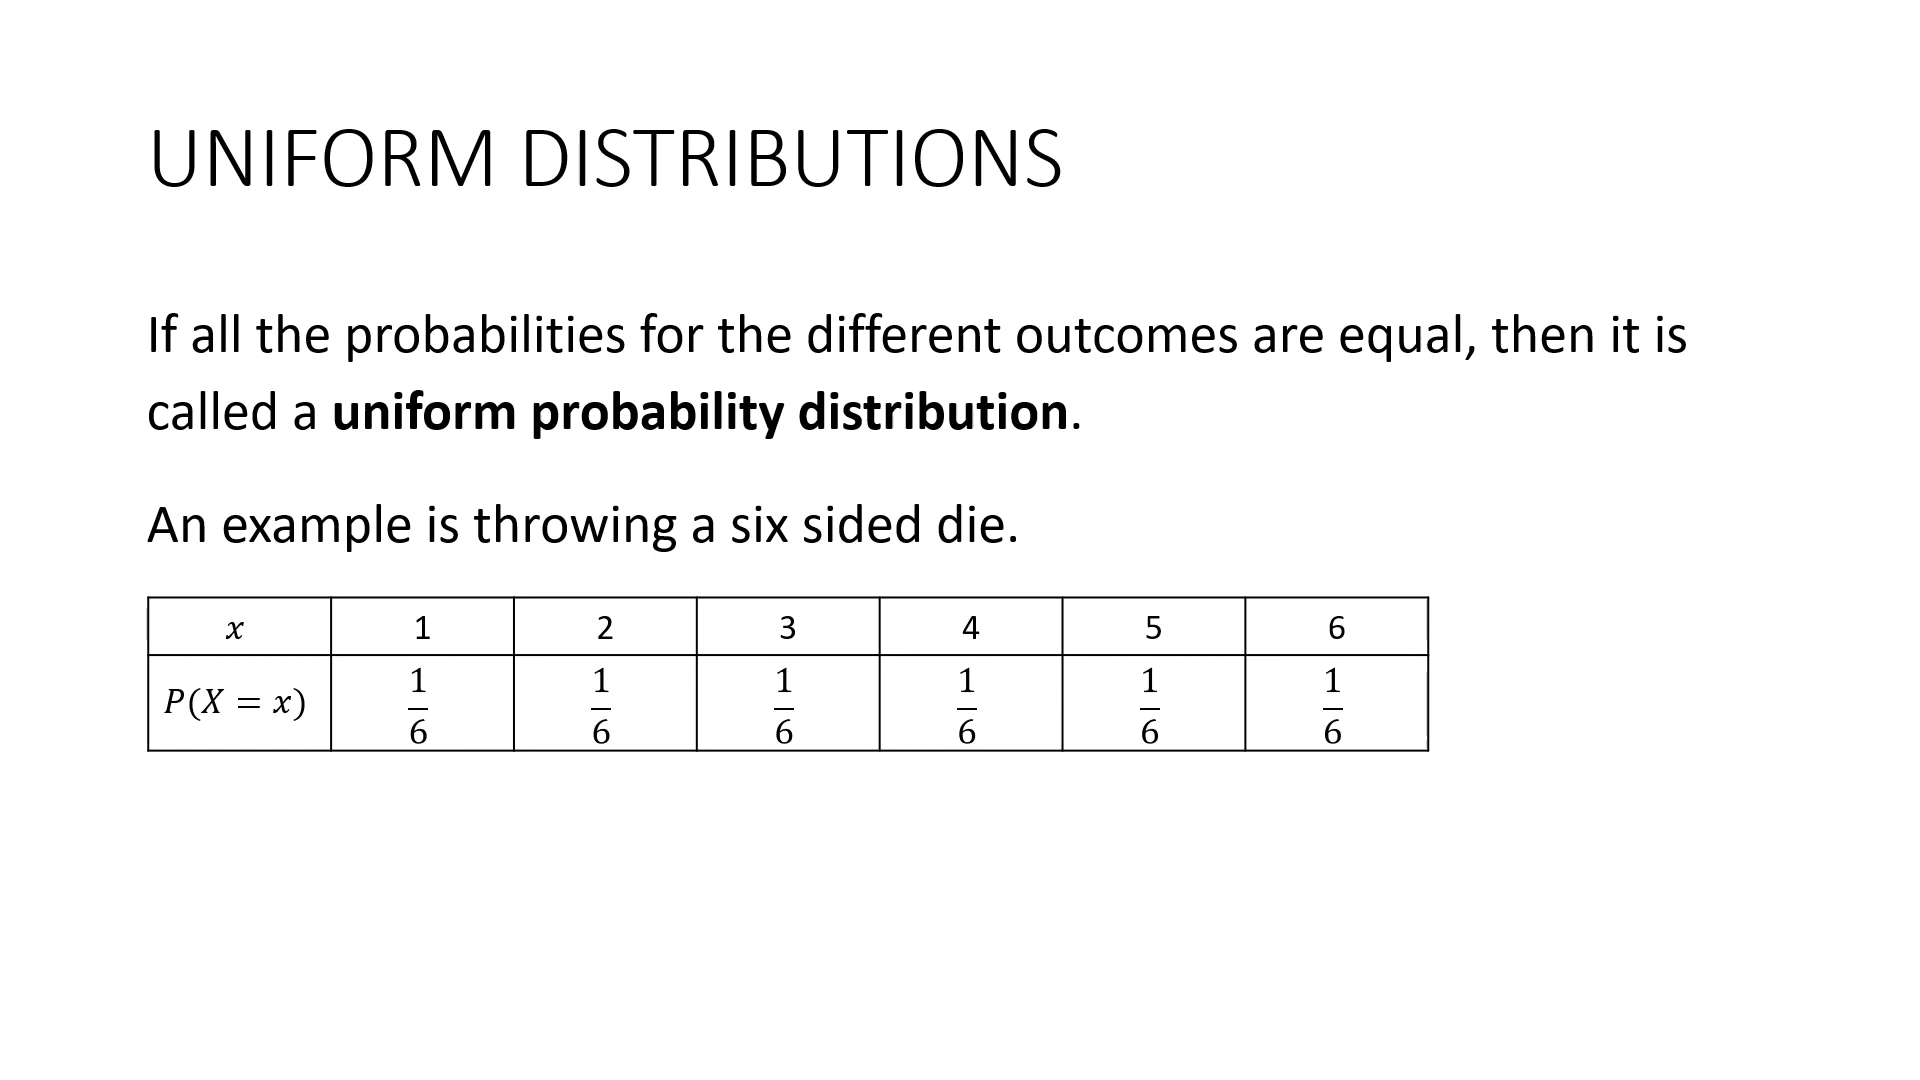 UNIFORM DISTRIBUTIONS
If all the probabilities for the different outcomes are equal, then it is
called a uniform probability distribution.
An example is throwing a six sided die.
x 1 2 3 4 5 6
P(X = x) 1/6 1/6 1/6 1/6 1/6 1/6